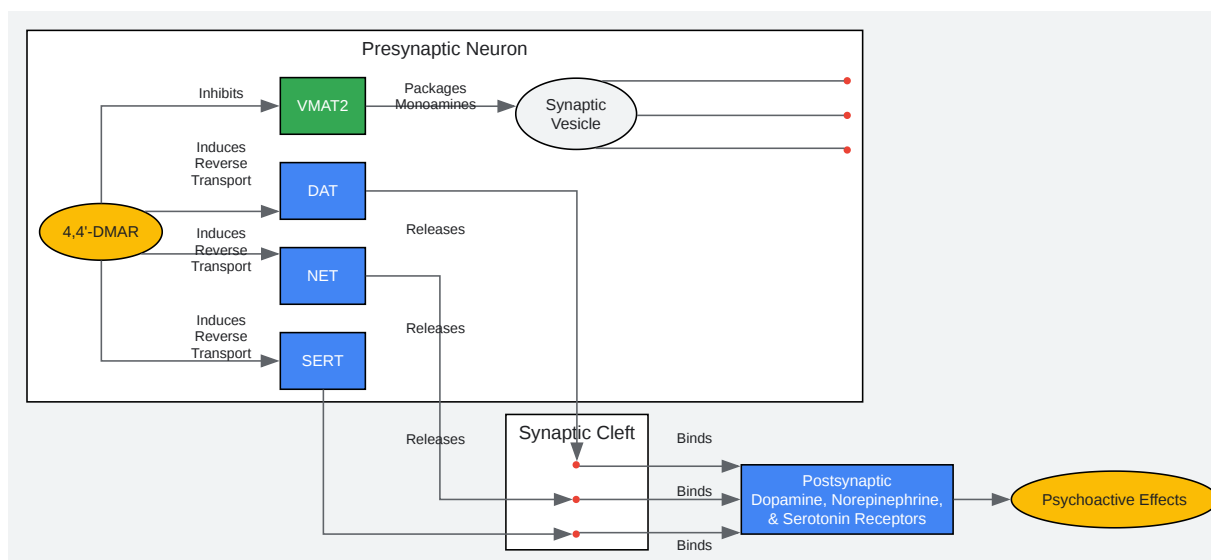 Presynaptic Neuron
Inhibits
VMAT2
Packages
Monoamines
Synaptic
Vesicle
Induces
Reverse
Transport
DAT
4,4'-DMAR
Releases
Induces
Reverse
Transport
NET
Induces
Reverse
Transport
Releases
SERT
Releases
Synaptic Cleft
Binds
Binds
Binds
Postsynaptic
Dopamine, Norepinephrine,
& Serotonin Receptors
Psychoactive Effects